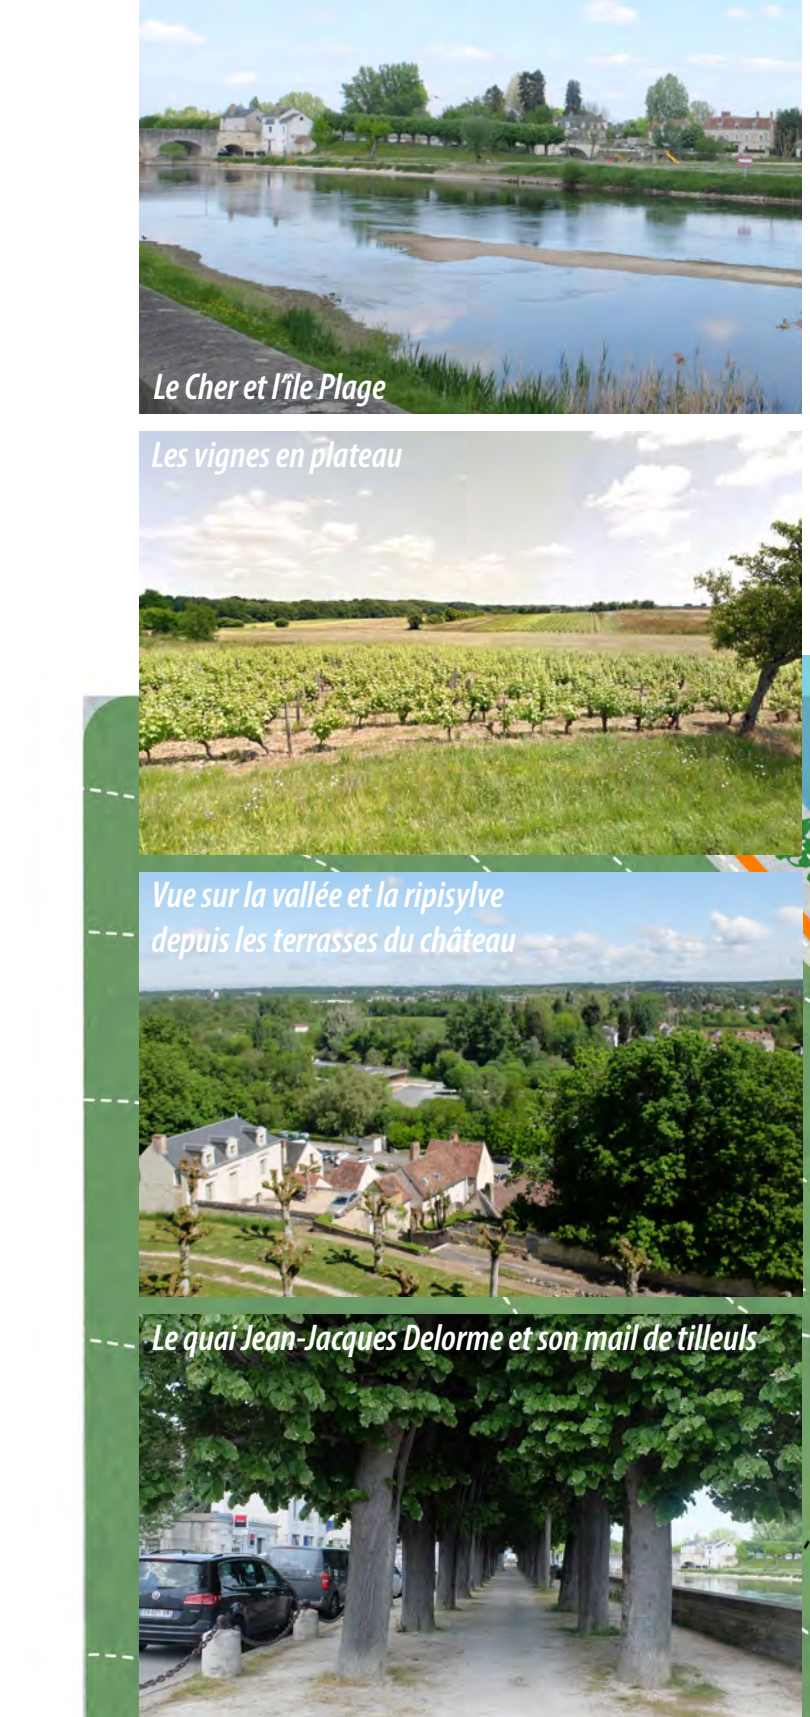 Le Cher et l'île Plage
Les vignes en plateau
Vue sur la vallée et la ripisylve
depuis les terrasses du château
Le quai Jean-Jacques Delorme et son mail de tilleuls